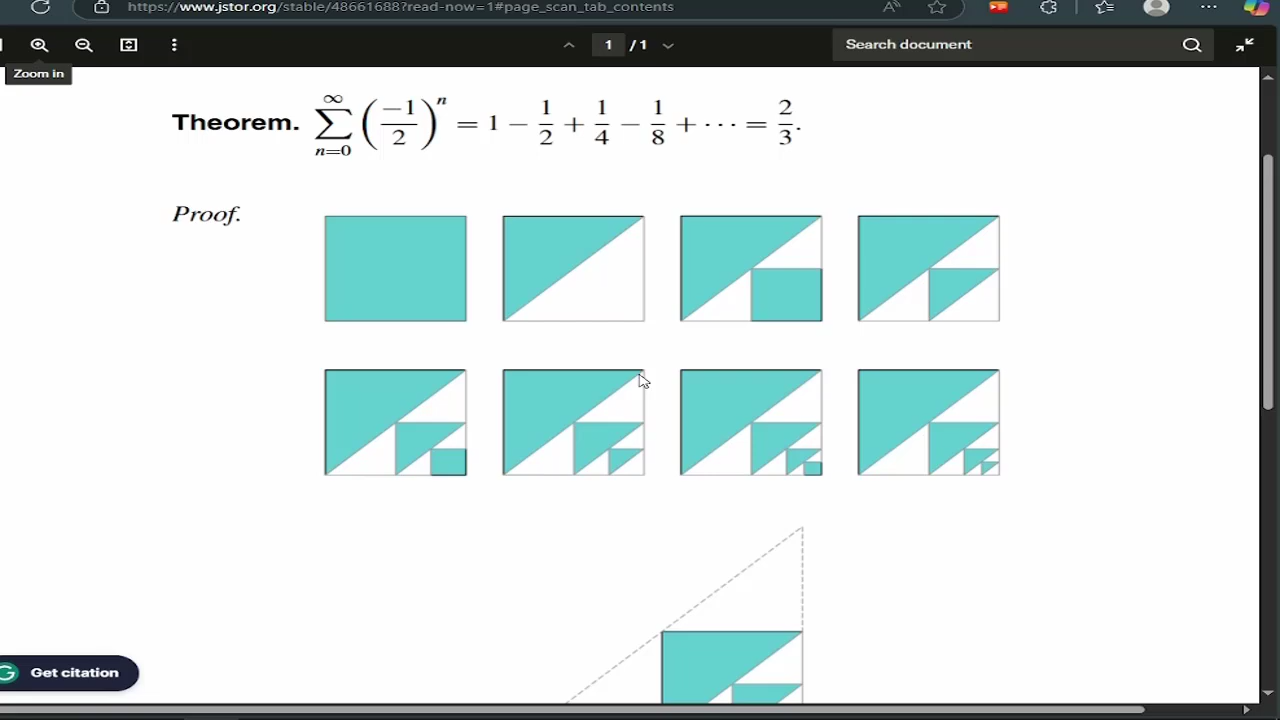 https://www.jstor.org/stable/48661688?read-now=1#page_scan_tab_contents
1 / 1
Search document
Zoom in
Theorem. ∑_{n=0}^{∞} (−1/2)^n = 1 − 1/2 + 1/4 − 1/8 + ⋯ = 2/3.
Proof.
Get citation